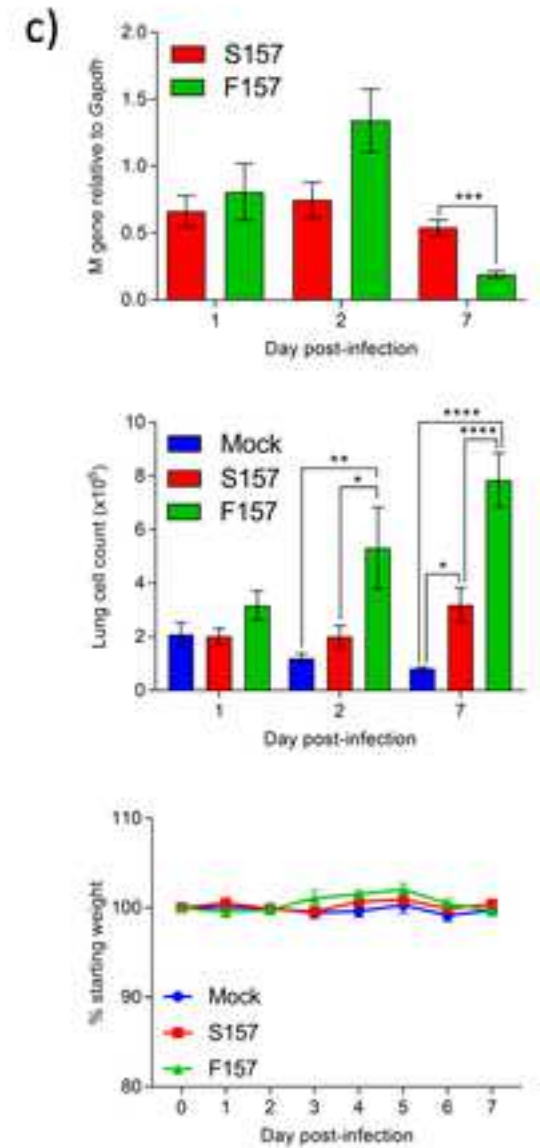 c)
2.0
1.5
1.0
0.5
0.0
M gene relative to Gapdh
S157
F157
***
1 2 7
Day post-infection
10
8
6
4
2
0
Lung cell count (x10⁶)
Mock
S157
F157
**
*
****
****
*
1 2 7
Day post-infection
110
100
90
80
% starting weight
Mock
S157
F157
0 1 2 3 4 5 6 7
Day post-infection